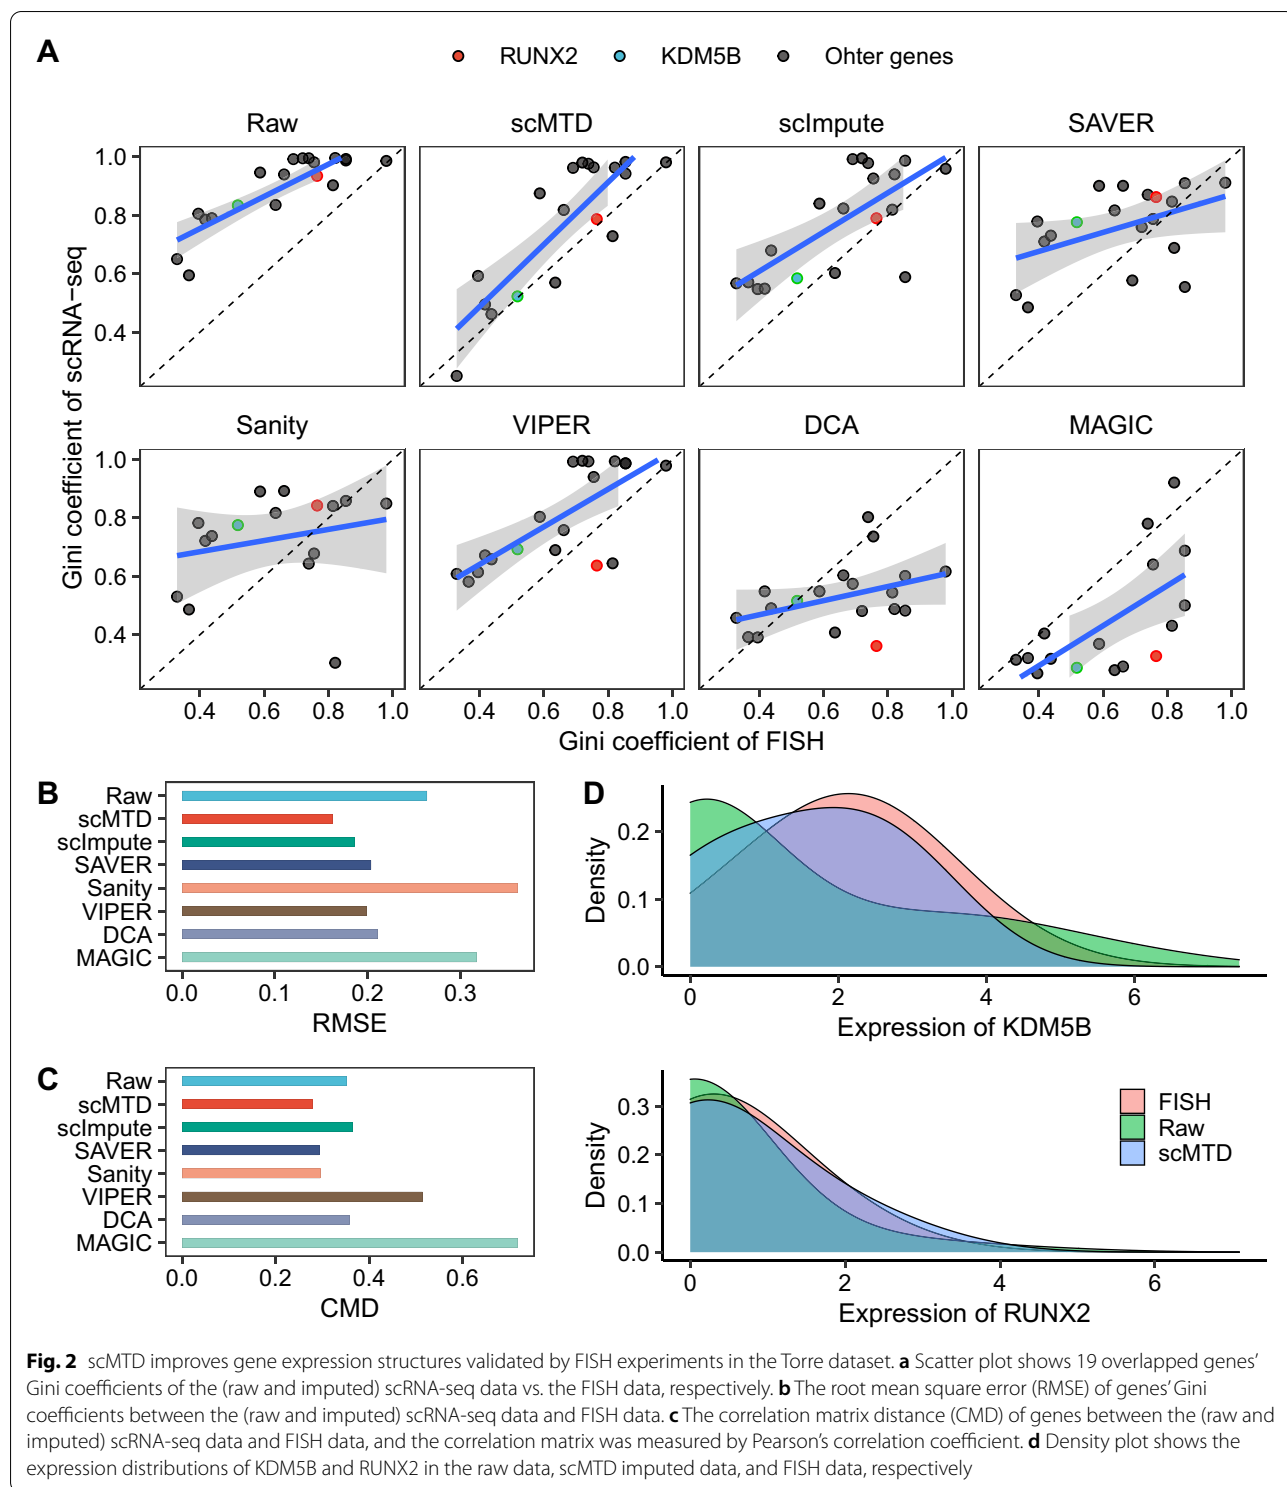 A
RUNX2 KDM5B Ohter genes
Raw scMTD scImpute SAVER
1.0
0.8
0.6
0.4
Gini coefficient of scRNA−seq
Sanity VIPER DCA MAGIC
1.0
0.8
0.6
0.4
0.4 0.6 0.8 1.0 0.4 0.6 0.8 1.0 0.4 0.6 0.8 1.0 0.4 0.6 0.8 1.0
Gini coefficient of FISH
B
Raw
scMTD
scImpute
SAVER
Sanity
VIPER
DCA
MAGIC
0.0 0.1 0.2 0.3
RMSE
C
Raw
scMTD
scImpute
SAVER
Sanity
VIPER
DCA
MAGIC
0.0 0.2 0.4 0.6
CMD
D
Density
0.2
0.1
0.0
0 2 4 6
Expression of KDM5B
Density
0.3
0.2
0.1
0.0
FISH
Raw
scMTD
0 2 4 6
Expression of RUNX2
Fig. 2 scMTD improves gene expression structures validated by FISH experiments in the Torre dataset. a Scatter plot shows 19 overlapped genes’
Gini coefficients of the (raw and imputed) scRNA-seq data vs. the FISH data, respectively. b The root mean square error (RMSE) of genes’ Gini
coefficients between the (raw and imputed) scRNA-seq data and FISH data. c The correlation matrix distance (CMD) of genes between the (raw and
imputed) scRNA-seq data and FISH data, and the correlation matrix was measured by Pearson’s correlation coefficient. d Density plot shows the
expression distributions of KDM5B and RUNX2 in the raw data, scMTD imputed data, and FISH data, respectively